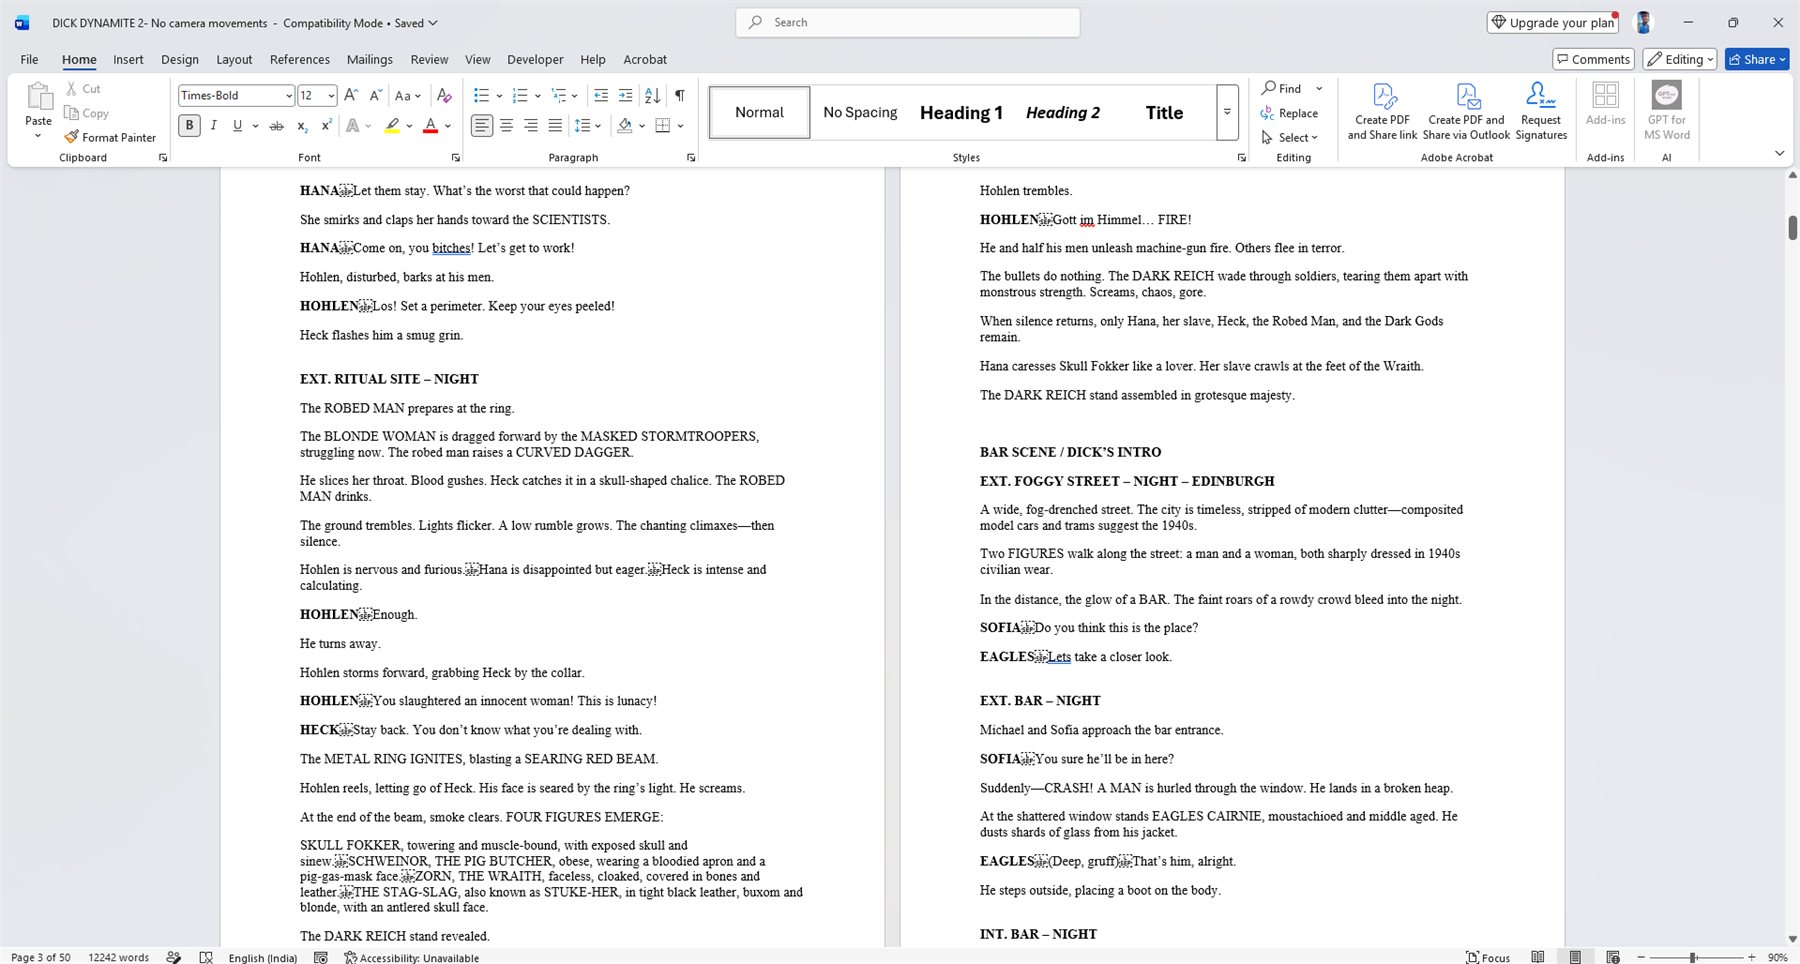 DICK DYNAMITE 2- No camera movements - Compatibility Mode • Saved
Search
Upgrade your plan
File
Home
Insert
Design
Layout
References
Mailings
Review
View
Developer
Help
Acrobat
Comments
Editing
Share
Paste
Cut
Copy
Format Painter
Clipboard
Times-Bold
12
Font
Paragraph
Normal
No Spacing
Heading 1
Heading 2
Title
Styles
Find
Replace
Select
Editing
Create PDF
and Share link
Create PDF and
Share via Outlook
Request
Signatures
Adobe Acrobat
Add-ins
Add-ins
GPT for
MS Word
AI
HANA Let them stay. What’s the worst that could happen?
She smirks and claps her hands toward the SCIENTISTS.
HANA Come on, you bitches! Let’s get to work!
Hohlen, disturbed, barks at his men.
HOHLEN Los! Set a perimeter. Keep your eyes peeled!
Heck flashes him a smug grin.
EXT. RITUAL SITE – NIGHT
The ROBED MAN prepares at the ring.
The BLONDE WOMAN is dragged forward by the MASKED STORMTROOPERS,
struggling now. The robed man raises a CURVED DAGGER.
He slices her throat. Blood gushes. Heck catches it in a skull-shaped chalice. The ROBED
MAN drinks.
The ground trembles. Lights flicker. A low rumble grows. The chanting climaxes—then
silence.
Hohlen is nervous and furious. Hana is disappointed but eager. Heck is intense and
calculating.
HOHLEN Enough.
He turns away.
Hohlen storms forward, grabbing Heck by the collar.
HOHLEN You slaughtered an innocent woman! This is lunacy!
HECK Stay back. You don’t know what you’re dealing with.
The METAL RING IGNITES, blasting a SEARING RED BEAM.
Hohlen reels, letting go of Heck. His face is seared by the ring’s light. He screams.
At the end of the beam, smoke clears. FOUR FIGURES EMERGE:
SKULL FOKKER, towering and muscle-bound, with exposed skull and
sinew. SCHWEINOR, THE PIG BUTCHER, obese, wearing a bloodied apron and a
pig-gas-mask face. ZORN, THE WRAITH, faceless, cloaked, covered in bones and
leather. THE STAG-SLAG, also known as STUKE-HER, in tight black leather, buxom and
blonde, with an antlered skull face.
The DARK REICH stand revealed.
Hohlen trembles.
HOHLEN Gott im Himmel… FIRE!
He and half his men unleash machine-gun fire. Others flee in terror.
The bullets do nothing. The DARK REICH wade through soldiers, tearing them apart with
monstrous strength. Screams, chaos, gore.
When silence returns, only Hana, her slave, Heck, the Robed Man, and the Dark Gods
remain.
Hana caresses Skull Fokker like a lover. Her slave crawls at the feet of the Wraith.
The DARK REICH stand assembled in grotesque majesty.
BAR SCENE / DICK’S INTRO
EXT. FOGGY STREET – NIGHT – EDINBURGH
A wide, fog-drenched street. The city is timeless, stripped of modern clutter—composited
model cars and trams suggest the 1940s.
Two FIGURES walk along the street: a man and a woman, both sharply dressed in 1940s
civilian wear.
In the distance, the glow of a BAR. The faint roars of a rowdy crowd bleed into the night.
SOFIA Do you think this is the place?
EAGLES Lets take a closer look.
EXT. BAR – NIGHT
Michael and Sofia approach the bar entrance.
SOFIA You sure he’ll be in here?
Suddenly—CRASH! A MAN is hurled through the window. He lands in a broken heap.
At the shattered window stands EAGLES CAIRNIE, moustachioed and middle aged. He
dusts shards of glass from his jacket.
EAGLES (Deep, gruff) That’s him, alright.
He steps outside, placing a boot on the body.
INT. BAR – NIGHT
Page 3 of 50
12242 words
English (India)
Accessibility: Unavailable
Focus
90%